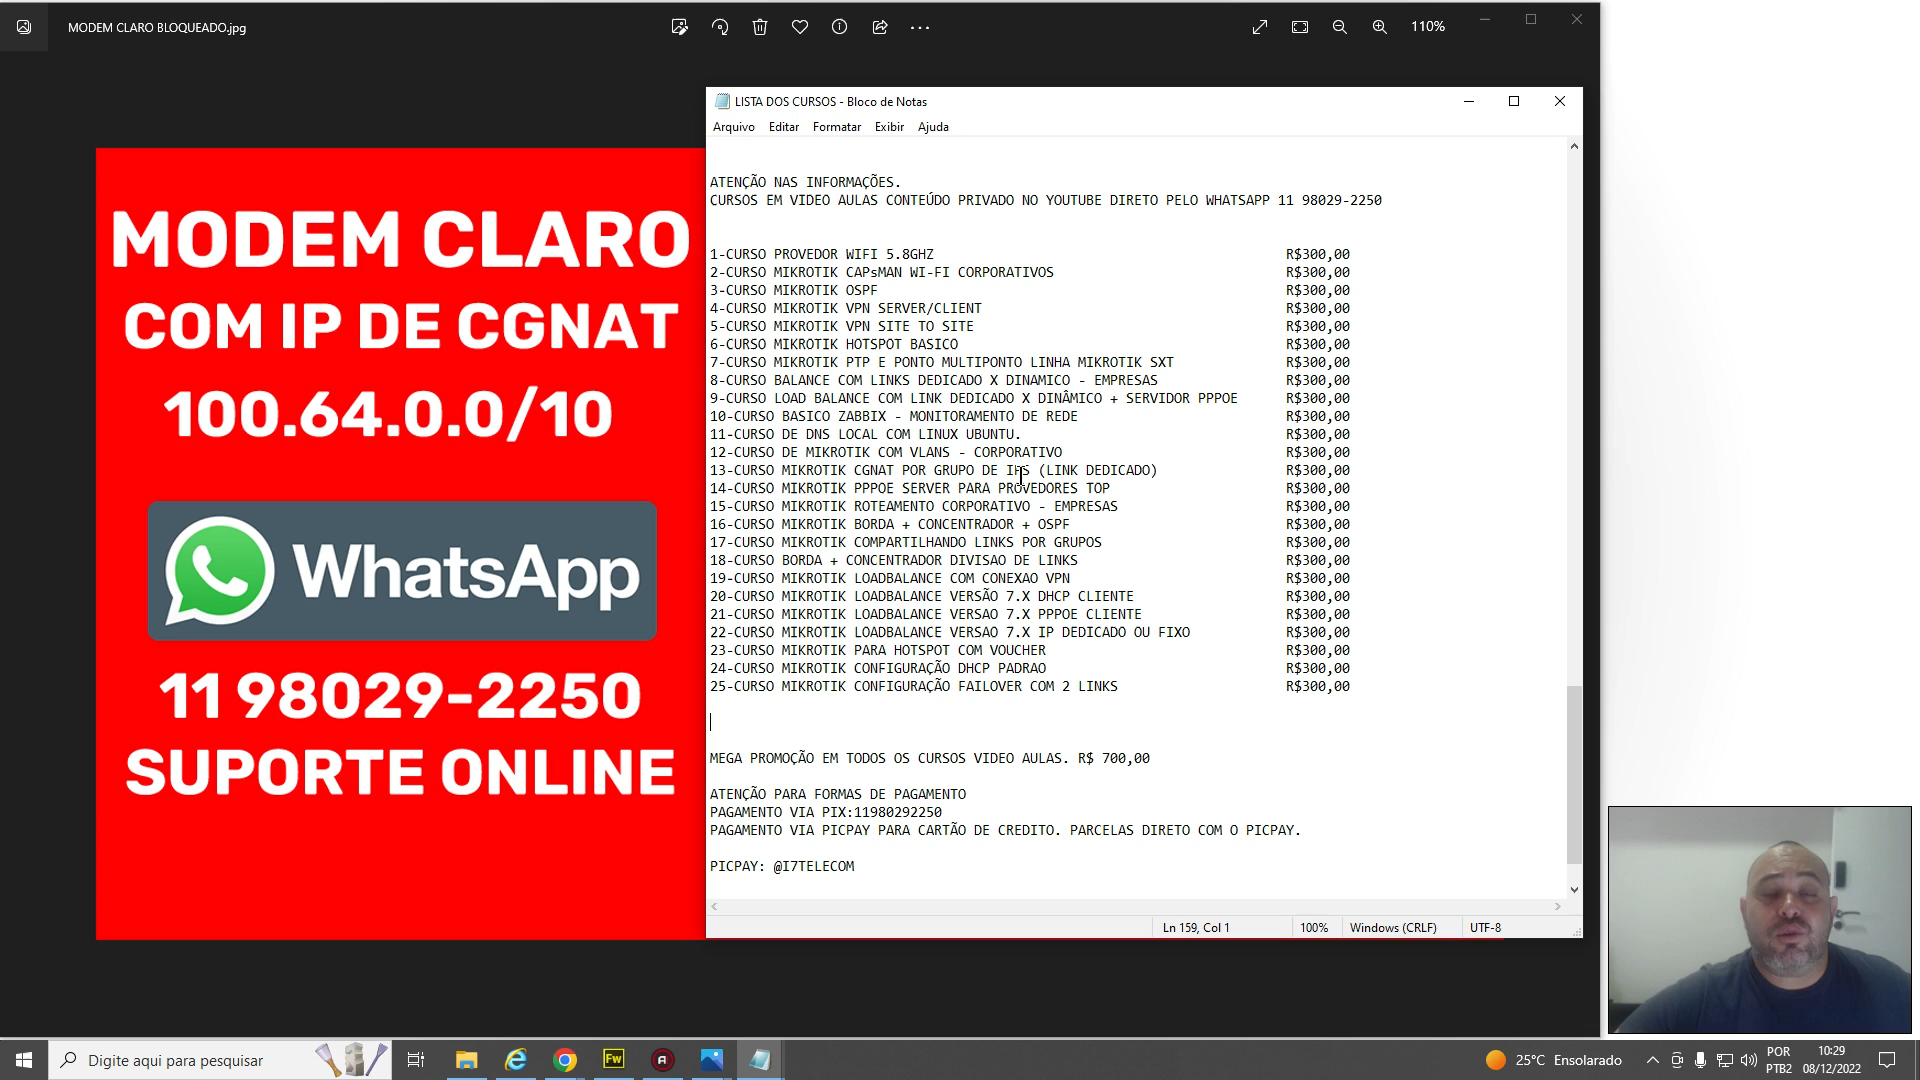 MODEM CLARO BLOQUEADO.jpg
110%
MODEM CLARO
COM IP DE CGNAT
100.64.0.0/10
WhatsApp
11 98029-2250
SUPORTE ONLINE
LISTA DOS CURSOS - Bloco de Notas
Arquivo Editar Formatar Exibir Ajuda
ATENÇÃO NAS INFORMAÇÕES.
CURSOS EM VIDEO AULAS CONTEÚDO PRIVADO NO YOUTUBE DIRETO PELO WHATSAPP 11 98029-2250
1-CURSO PROVEDOR WIFI 5.8GHZ R$300,00
2-CURSO MIKROTIK CAPsMAN WI-FI CORPORATIVOS R$300,00
3-CURSO MIKROTIK OSPF R$300,00
4-CURSO MIKROTIK VPN SERVER/CLIENT R$300,00
5-CURSO MIKROTIK VPN SITE TO SITE R$300,00
6-CURSO MIKROTIK HOTSPOT BASICO R$300,00
7-CURSO MIKROTIK PTP E PONTO MULTIPONTO LINHA MIKROTIK SXT R$300,00
8-CURSO BALANCE COM LINKS DEDICADO X DINAMICO - EMPRESAS R$300,00
9-CURSO LOAD BALANCE COM LINK DEDICADO X DINÂMICO + SERVIDOR PPPOE R$300,00
10-CURSO BASICO ZABBIX - MONITORAMENTO DE REDE R$300,00
11-CURSO DE DNS LOCAL COM LINUX UBUNTU. R$300,00
12-CURSO DE MIKROTIK COM VLANS - CORPORATIVO R$300,00
13-CURSO MIKROTIK CGNAT POR GRUPO DE IPS (LINK DEDICADO) R$300,00
14-CURSO MIKROTIK PPPOE SERVER PARA PROVEDORES TOP R$300,00
15-CURSO MIKROTIK ROTEAMENTO CORPORATIVO - EMPRESAS R$300,00
16-CURSO MIKROTIK BORDA + CONCENTRADOR + OSPF R$300,00
17-CURSO MIKROTIK COMPARTILHANDO LINKS POR GRUPOS R$300,00
18-CURSO BORDA + CONCENTRADOR DIVISAO DE LINKS R$300,00
19-CURSO MIKROTIK LOADBALANCE COM CONEXAO VPN R$300,00
20-CURSO MIKROTIK LOADBALANCE VERSÃO 7.X DHCP CLIENTE R$300,00
21-CURSO MIKROTIK LOADBALANCE VERSAO 7.X PPPOE CLIENTE R$300,00
22-CURSO MIKROTIK LOADBALANCE VERSAO 7.X IP DEDICADO OU FIXO R$300,00
23-CURSO MIKROTIK PARA HOTSPOT COM VOUCHER R$300,00
24-CURSO MIKROTIK CONFIGURAÇÃO DHCP PADRAO R$300,00
25-CURSO MIKROTIK CONFIGURAÇÃO FAILOVER COM 2 LINKS R$300,00
MEGA PROMOÇÃO EM TODOS OS CURSOS VIDEO AULAS. R$ 700,00
ATENÇÃO PARA FORMAS DE PAGAMENTO
PAGAMENTO VIA PIX:11980292250
PAGAMENTO VIA PICPAY PARA CARTÃO DE CREDITO. PARCELAS DIRETO COM O PICPAY.
PICPAY: @I7TELECOM
Ln 159, Col 1 100% Windows (CRLF) UTF-8
Digite aqui para pesquisar
Fw
25°C Ensolarado
POR
PTB2
10:29
08/12/2022